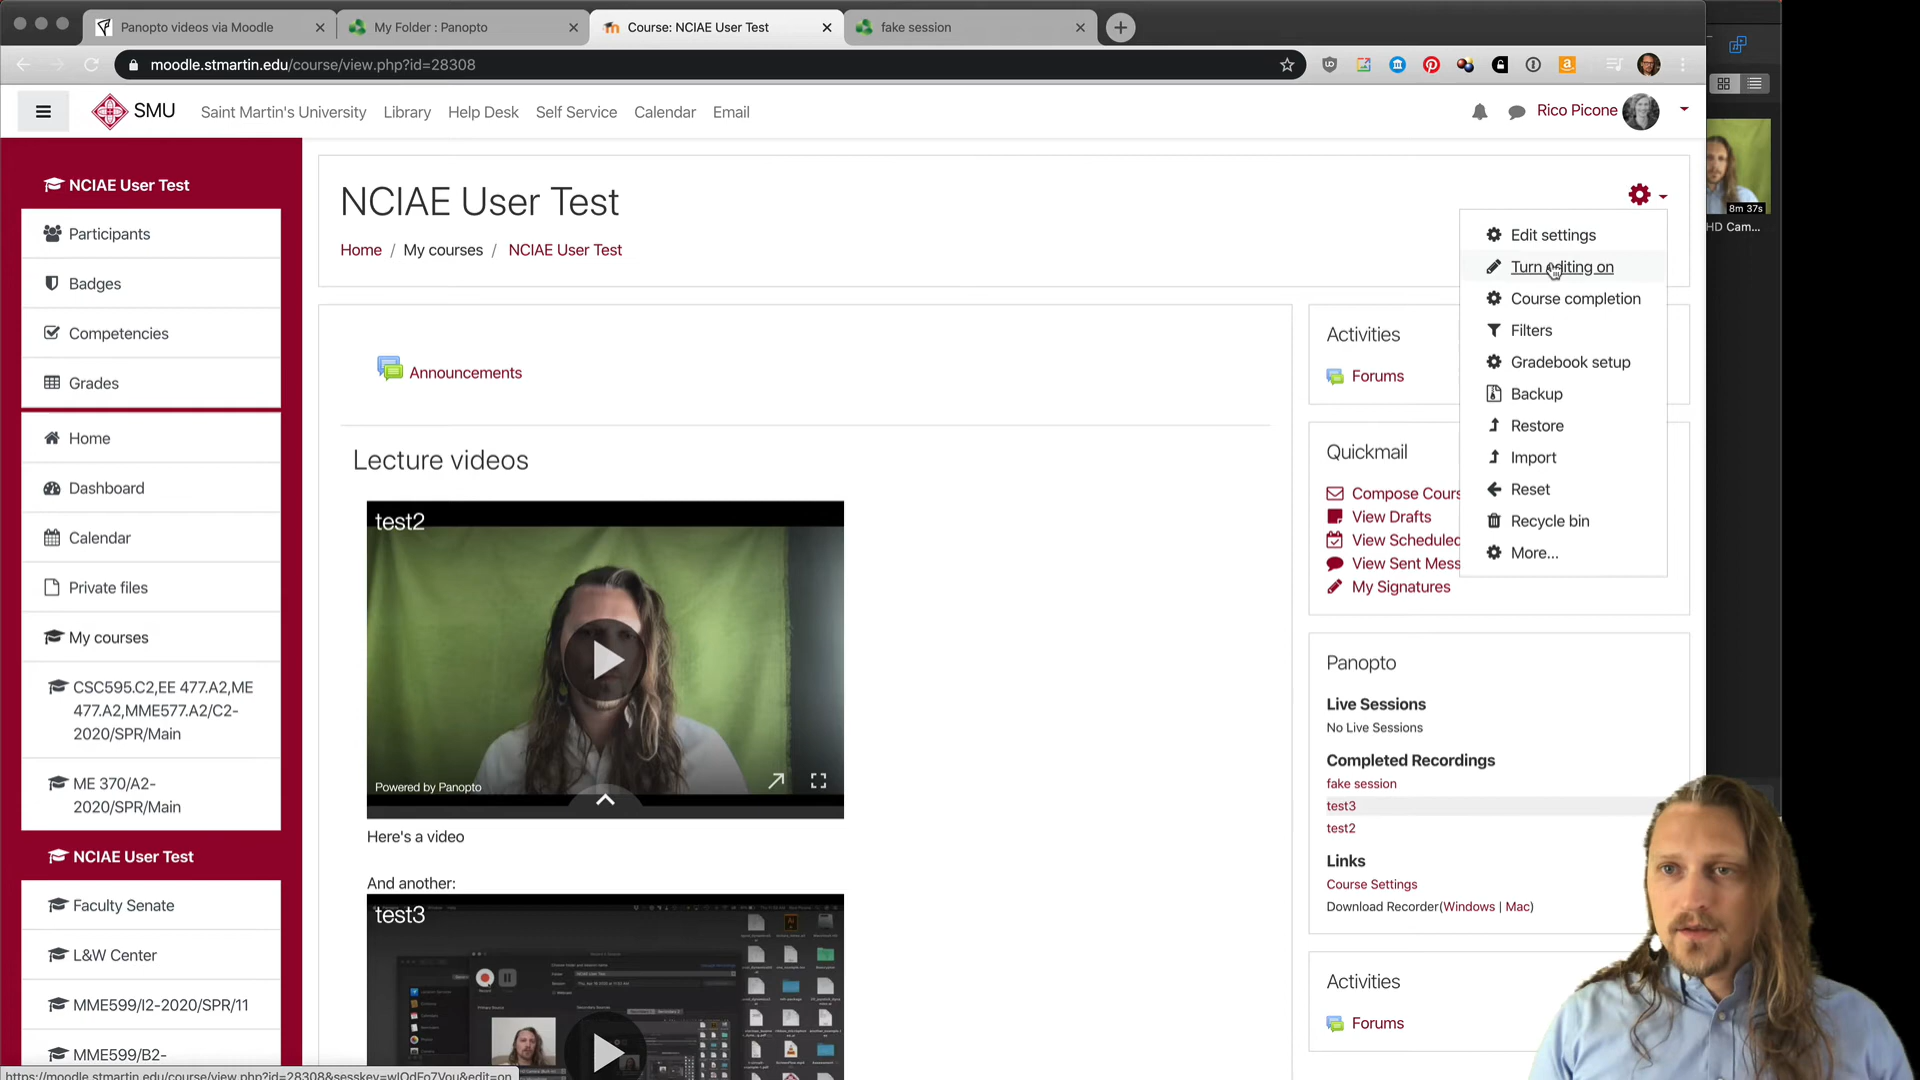 Panopto videos via Moodle
My Folder : Panopto
Course: NCIAE User Test
fake session
moodle.stmartin.edu/course/view.php?id=28308
SMU
Saint Martin's University
Library
Help Desk
Self Service
Calendar
Email
Rico Picone
8m 37s
HD Cam...
NCIAE User Test
Participants
Badges
Competencies
Grades
Home
Dashboard
Calendar
Private files
My courses
CSC595.C2,EE 477.A2,ME
477.A2,MME577.A2/C2-
2020/SPR/Main
ME 370/A2-
2020/SPR/Main
NCIAE User Test
Faculty Senate
L&W Center
MME599/I2-2020/SPR/11
MME599/B2-
NCIAE User Test
Home / My courses / NCIAE User Test
Edit settings
Turn editing on
Course completion
Filters
Gradebook setup
Backup
Restore
Import
Reset
Recycle bin
More...
Announcements
Lecture videos
test2
Powered by Panopto
Here's a video
And another:
test3
Activities
Forums
Quickmail
Compose Cours
View Drafts
View Scheduled
View Sent Mess
My Signatures
Panopto
Live Sessions
No Live Sessions
Completed Recordings
fake session
test3
test2
Links
Course Settings
Download Recorder(Windows | Mac)
Activities
Forums